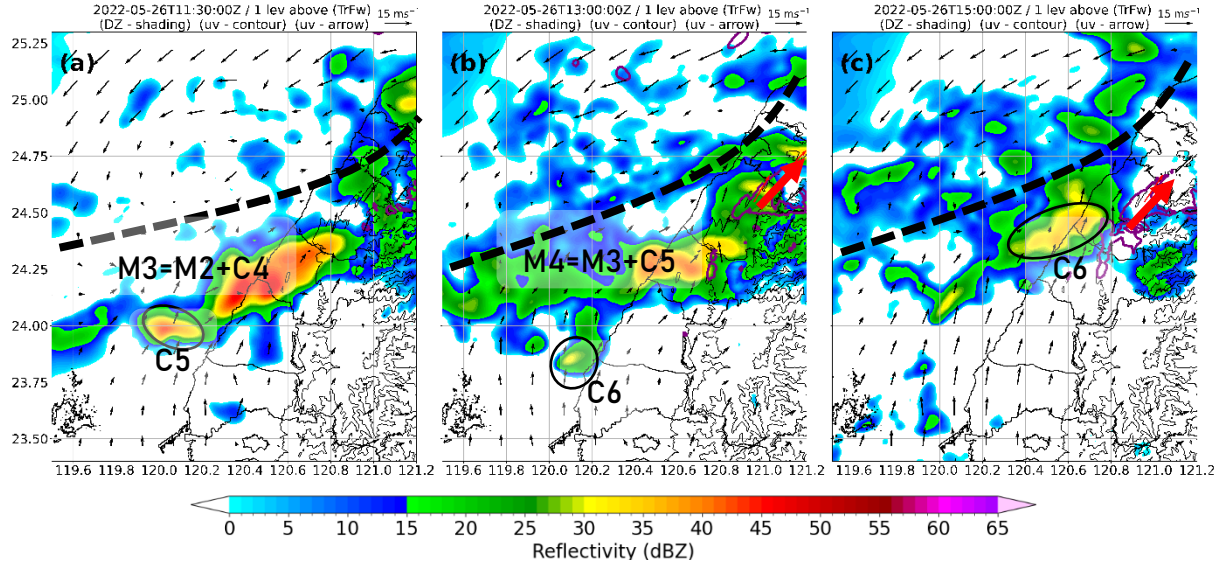 2022-05-26T11:30:00Z / 1 lev above (TrFw)
(DZ - shading) (uv - contour) (uv - arrow)
15 ms⁻¹
2022-05-26T13:00:00Z / 1 lev above (TrFw)
(DZ - shading) (uv - contour) (uv - arrow)
15 ms⁻¹
2022-05-26T15:00:00Z / 1 lev above (TrFw)
(DZ - shading) (uv - contour) (uv - arrow)
15 ms⁻¹
(a)
(b)
(c)
25.25
25.00
24.75
24.50
24.25
24.00
23.75
23.50
M3=M2+C4
C5
M4=M3+C5
C6
C6
119.6 119.8 120.0 120.2 120.4 120.6 120.8 121.0 121.2
119.6 119.8 120.0 120.2 120.4 120.6 120.8 121.0 121.2
119.6 119.8 120.0 120.2 120.4 120.6 120.8 121.0 121.2
0 5 10 15 20 25 30 35 40 45 50 55 60 65
Reflectivity (dBZ)